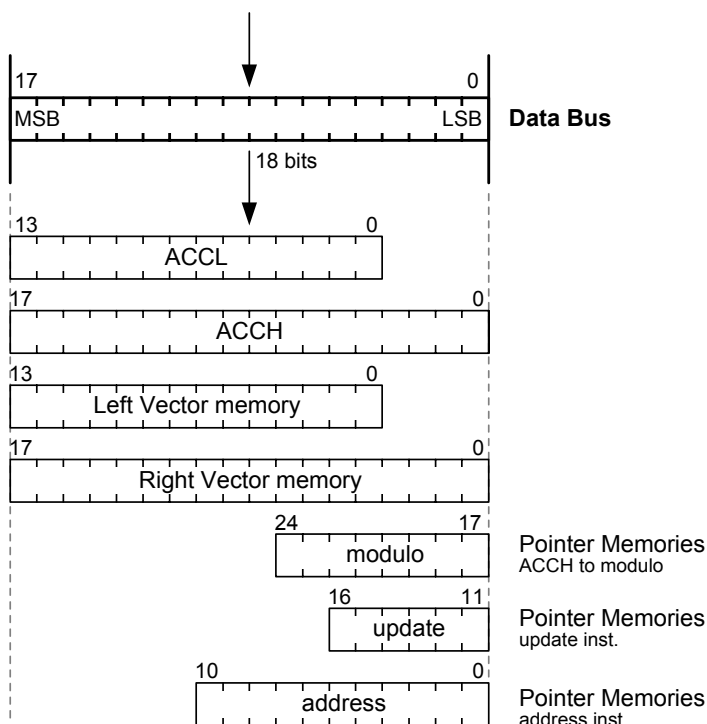 17 0
MSB LSB Data Bus
18 bits
13 0
ACCL
17 0
ACCH
13 0
Left Vector memory
17 0
Right Vector memory
24 17
modulo Pointer Memories
ACCH to modulo
16 11
update Pointer Memories
update inst.
10 0
address Pointer Memories
address inst